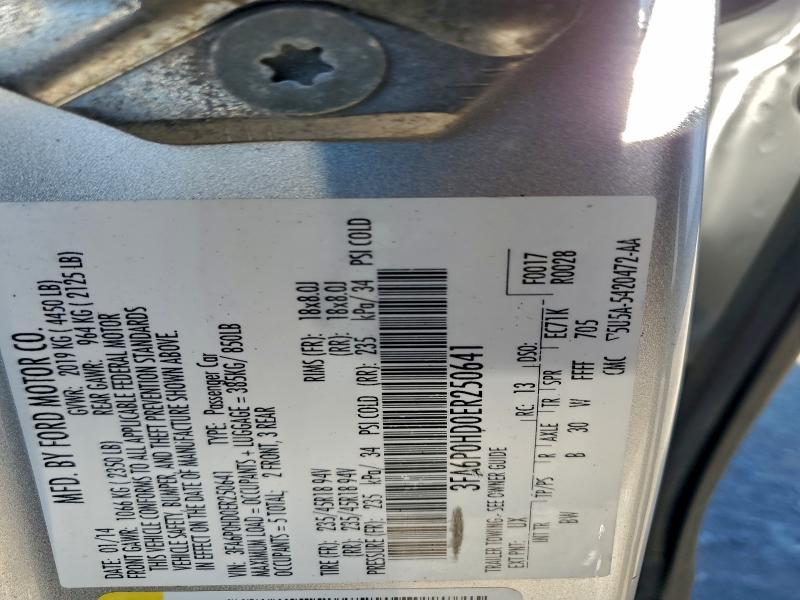 MFD. BY FORD MOTOR CO.
DATE: 01/14 GVWR: 2019 KG ( 4450 LB)
FRONT GAWR: 1066 KG ( 2350 LB) REAR GAWR: 964 KG ( 2125 LB)
THIS VEHICLE CONFORMS TO ALL APPLICABLE FEDERAL MOTOR
VEHICLE SAFETY, BUMPER, AND THEFT PREVENTION STANDARDS
IN EFFECT ON THE DATE OF MANUFACTURE SHOWN ABOVE.
VIN: 3FA6P0HD0ER250641 TYPE: Passenger Car
MAXIMUM LOAD = OCCUPANTS + LUGGAGE = 385KG / 850LB
OCCUPANTS = 5 TOTAL; 2 FRONT, 3 REAR
TIRE (FR): 235/45R18 94V RIMS (FR): 18x8.0J
(RR): 235/45R18 94V (RR): 18x8.0J
PRESSURE (FR): 235 kPa/ 34 PSI COLD (RR): 235 kPa/ 34 PSI COLD
3FA6P0HD0ER250641
TRAILER TOWING - SEE OWNER GUIDE F0017
EXT PNT: UX RC: 13 DSO: R0028
INT TR TP/PS R AXLE TR SPR EC71K
BW B 30 W FFFF 705
CNC 5U5A-5420472-AA